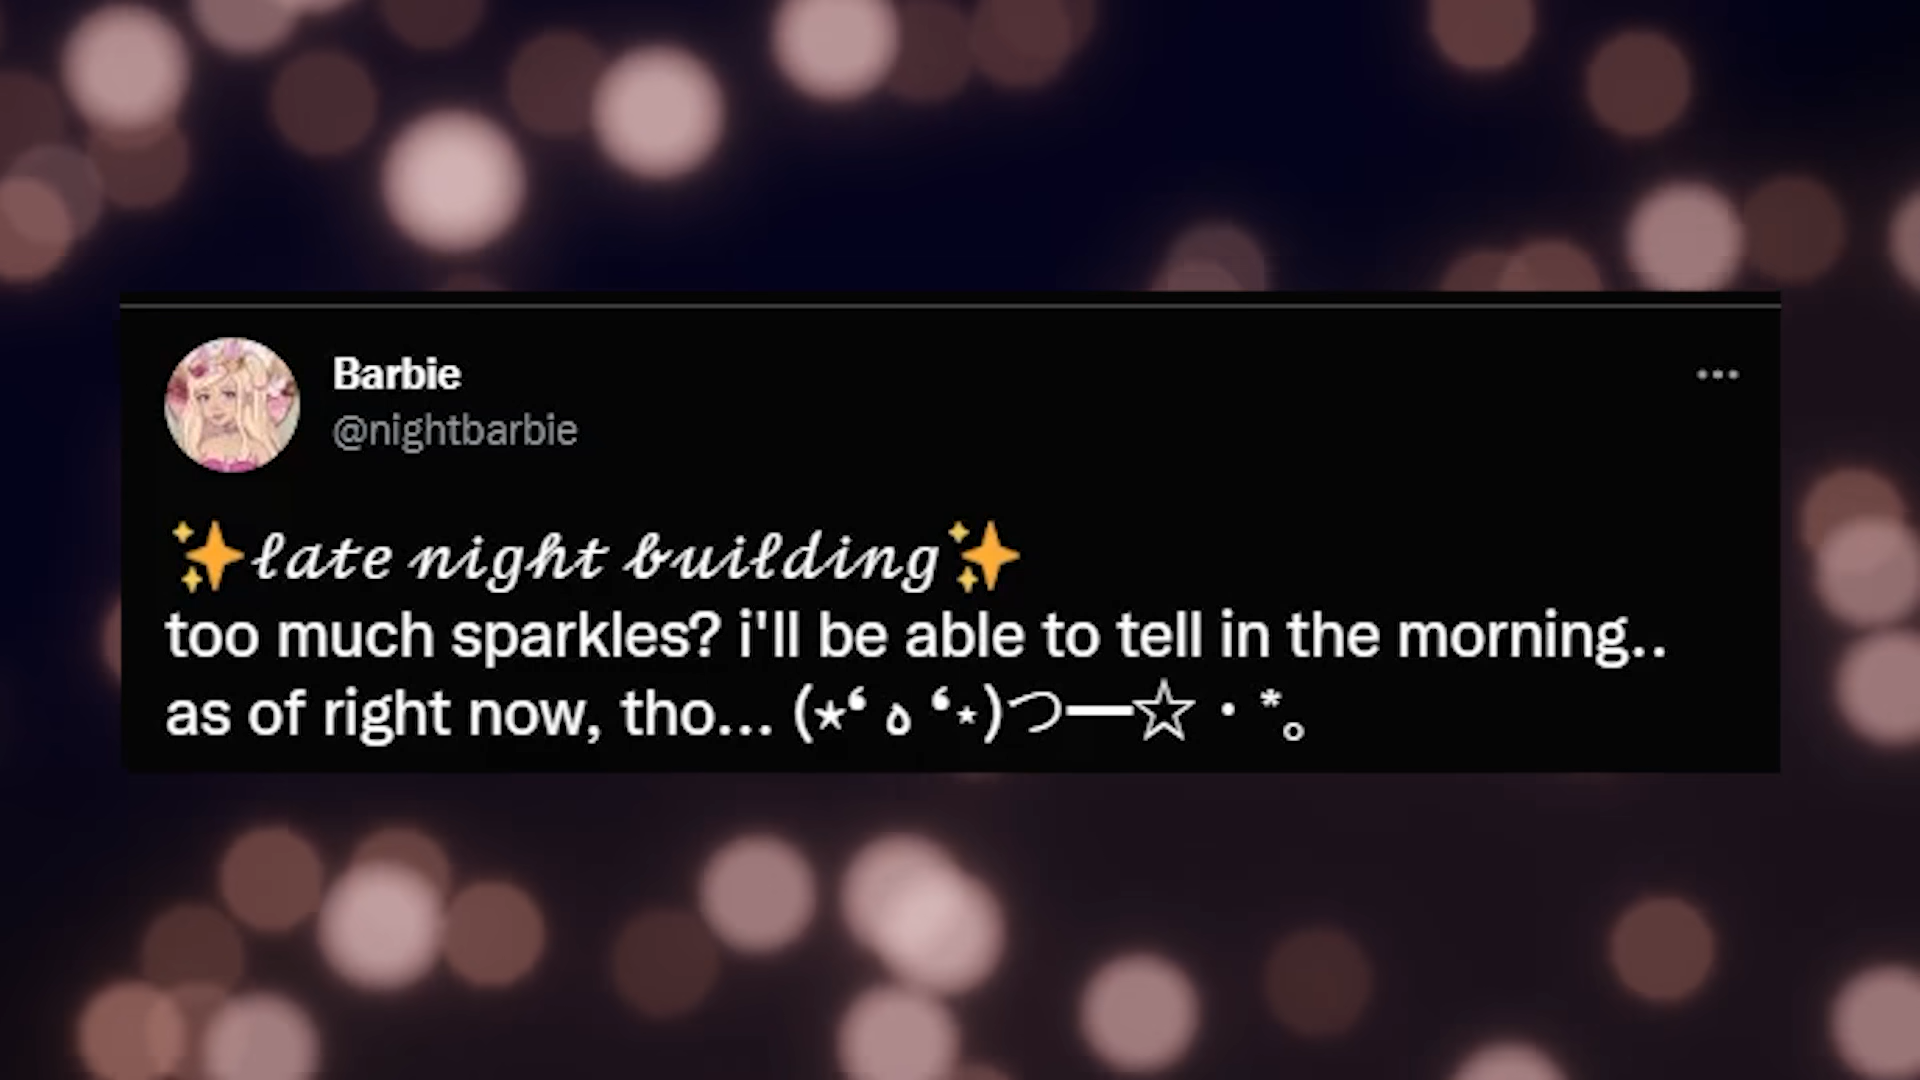 Barbie
@nightbarbie
✨𝓵𝓪𝓽𝓮 𝓷𝓲𝓰𝓱𝓽 𝓫𝓾𝓲𝓵𝓭𝓲𝓷𝓰✨
too much sparkles? i'll be able to tell in the morning..
as of right now, tho... (⋆❛ ہ ❛⋆)つ━☆・*。